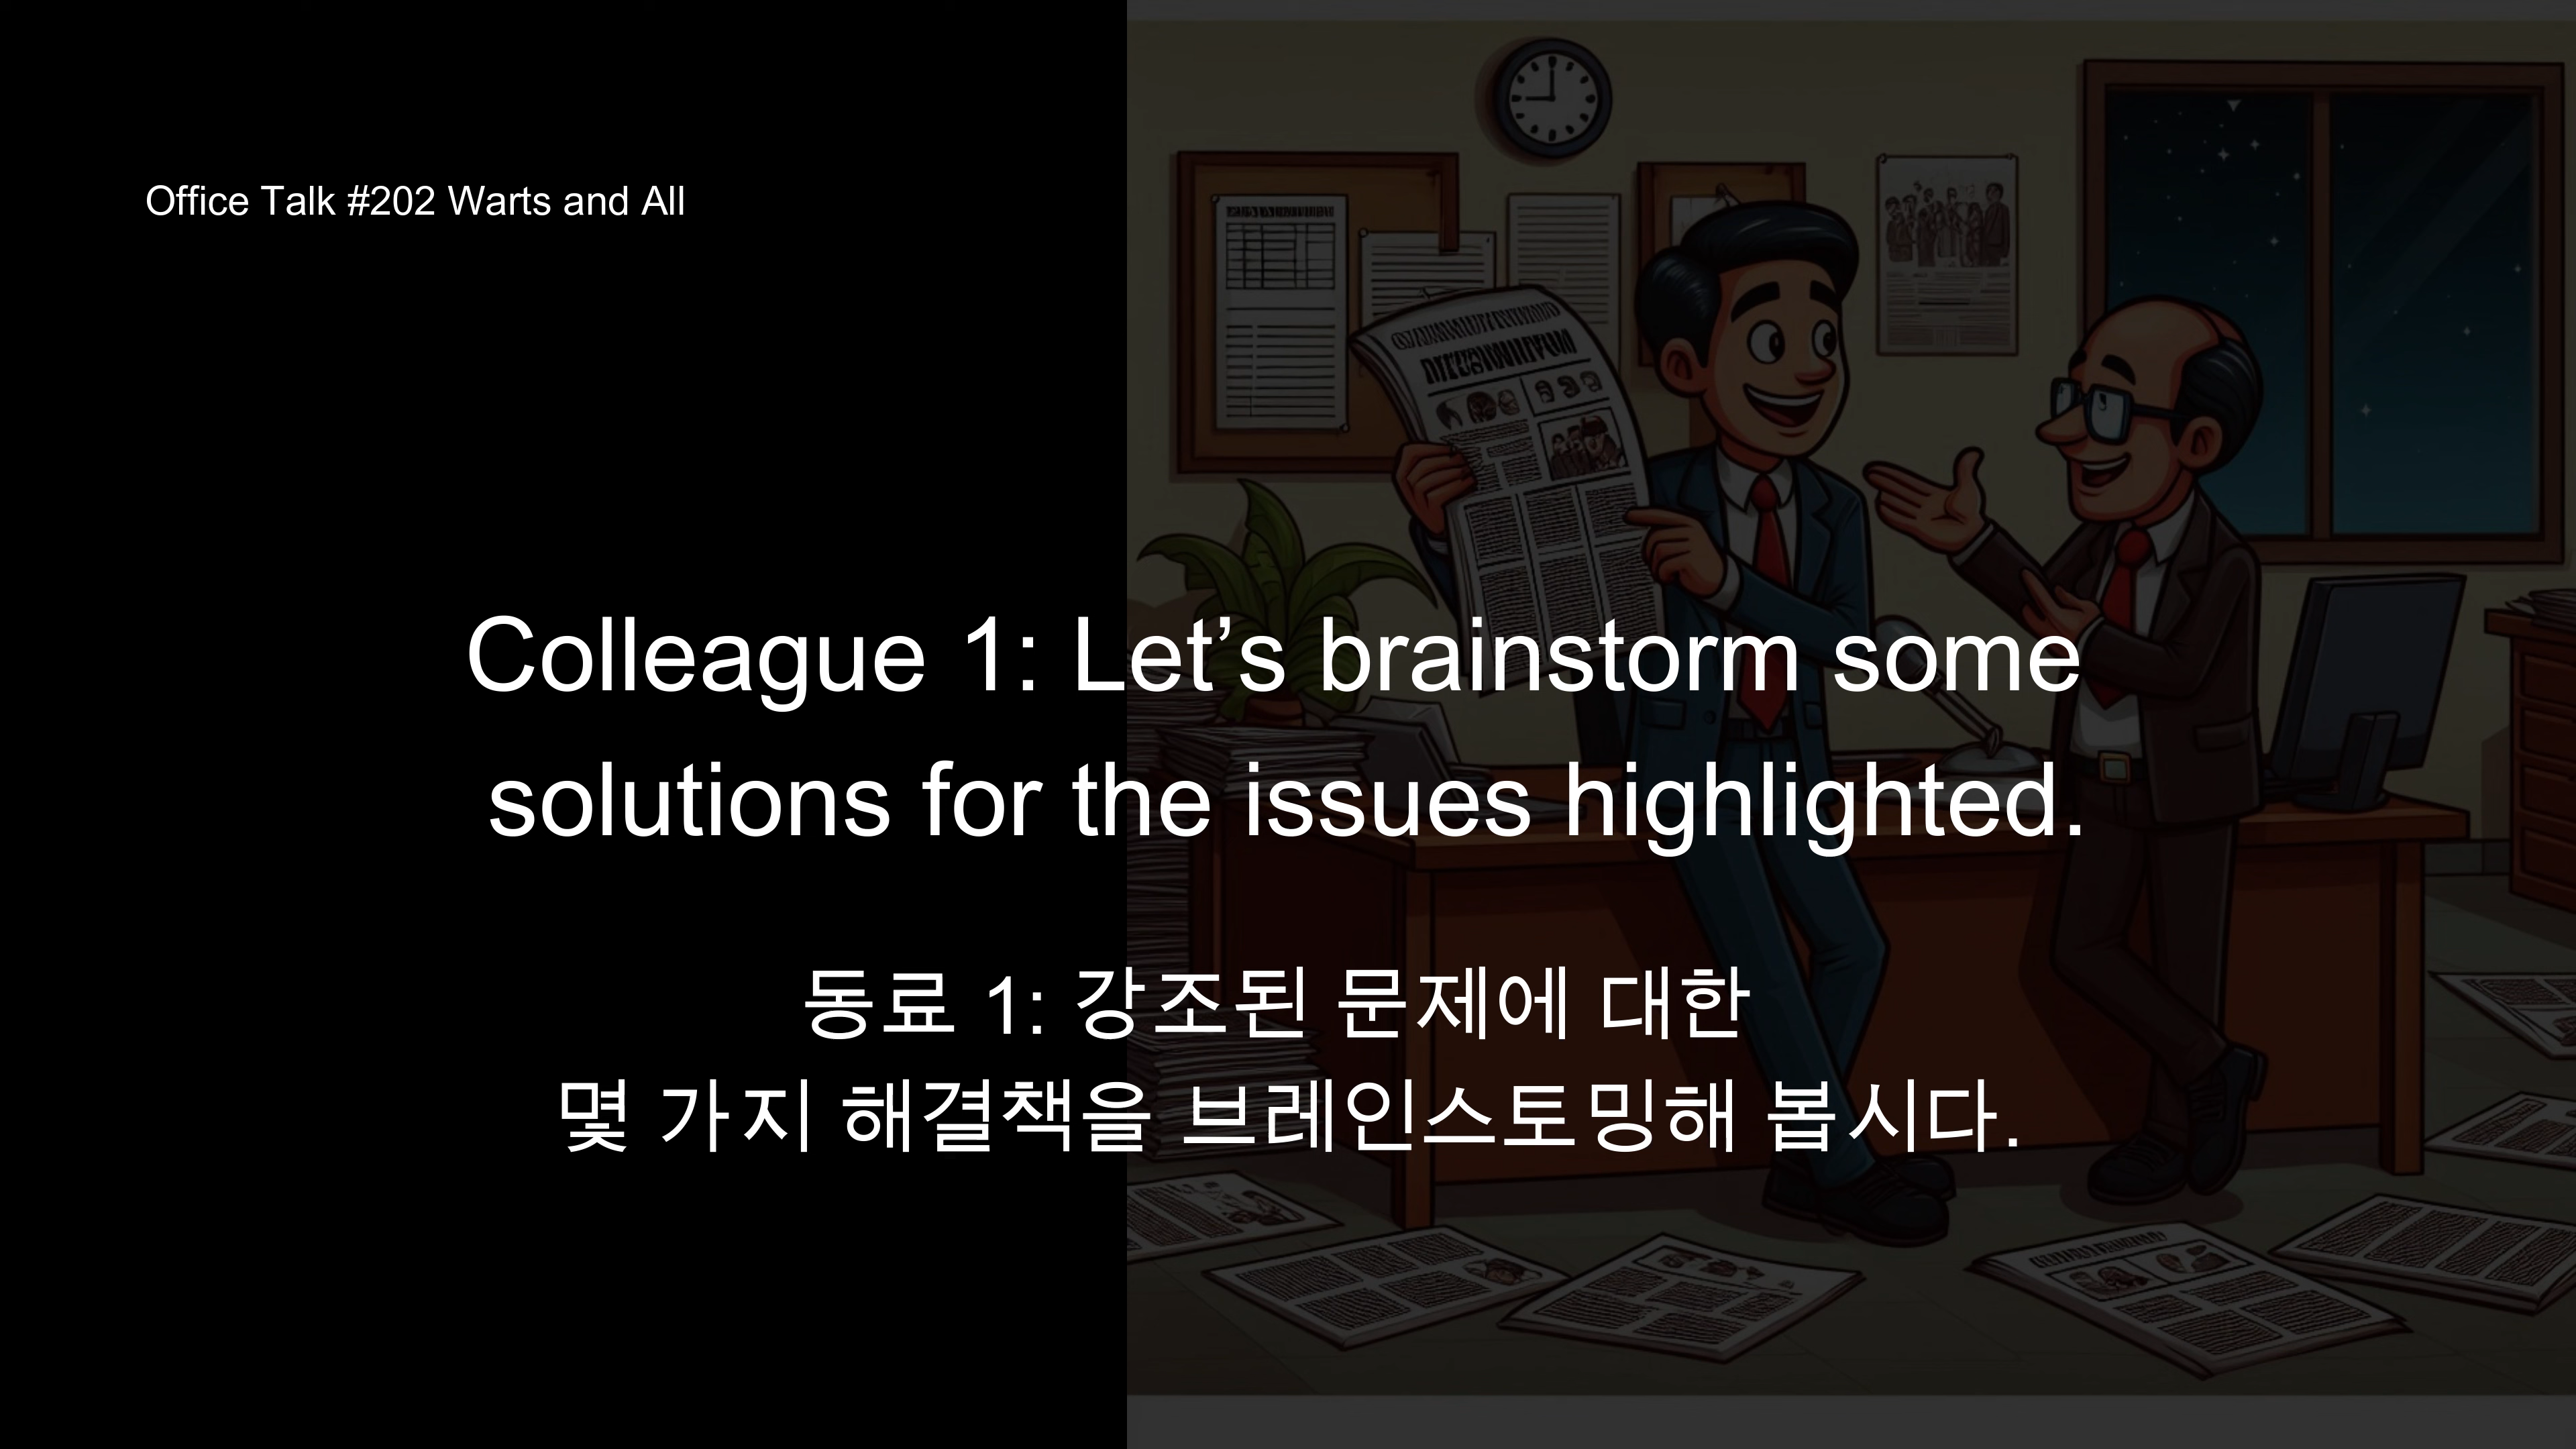 Office Talk #202 Warts and All
Colleague 1: Let’s brainstorm some
solutions for the issues highlighted.
동료 1: 강조된 문제에 대한
몇 가지 해결책을 브레인스토밍해 봅시다.